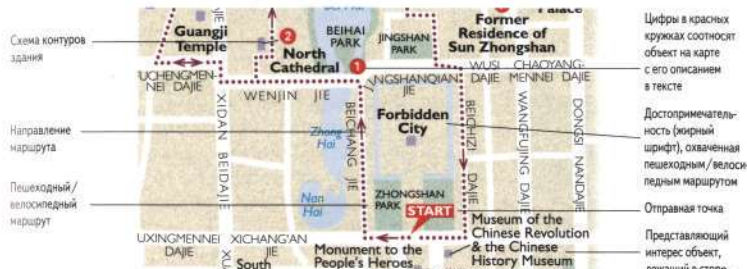 Схема контуров
здания
Направление
маршрута
Пешеходный/
велосипедный
маршрут
Guangji
Temple
2
North
Cathedral
1
BEIHAI
PARK
JINGSHAN
PARK
Former
Residence of
Sun Zhongshan
Palace
UCHENGMEN-
NEI DAJIE
WENJIN JIE
JINGSHANQIAN
JIE
WUSI
DAJIE
CHAOYANG-
MENNEI DAJIE
XIDAN BEIDAJIE
Zhong
Hai
BEICHANG JIE
Forbidden
City
BEICHIZI
DAJIE
WANGFUJING DAJIE
DONGSI NANDAJIE
Nan
Hai
ZHONGSHAN
PARK
START
UXINGMENNEI
DAJIE
XICHANG'AN
JIE
XU
South
Monument to the
People's Heroes
Museum of the
Chinese Revolution
& the Chinese
History Museum
Цифры в красных
кружках соотносят
объект на карте
с его описанием
в тексте
Достопримечатель-
ность (жирный
шрифт), охваченная
пешеходным/велоси-
педным маршрутом
Отправная точка
Представляющий
интерес объект,